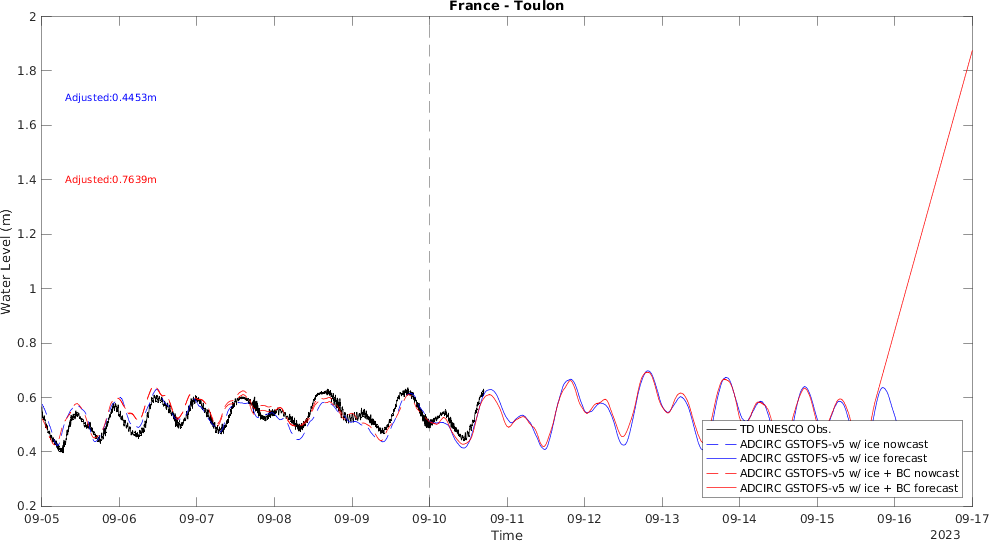 France - Toulon
2
1.8
1.6
1.4
1.2
1
0.8
0.6
0.4
0.2
Water Level (m)
Adjusted:0.4453m
Adjusted:0.7639m
TD UNESCO Obs.
ADCIRC GSTOFS-v5 w/ ice nowcast
ADCIRC GSTOFS-v5 w/ ice forecast
ADCIRC GSTOFS-v5 w/ ice + BC nowcast
ADCIRC GSTOFS-v5 w/ ice + BC forecast
09-05 09-06 09-07 09-08 09-09 09-10 09-11 09-12 09-13 09-14 09-15 09-16 09-17
Time
2023